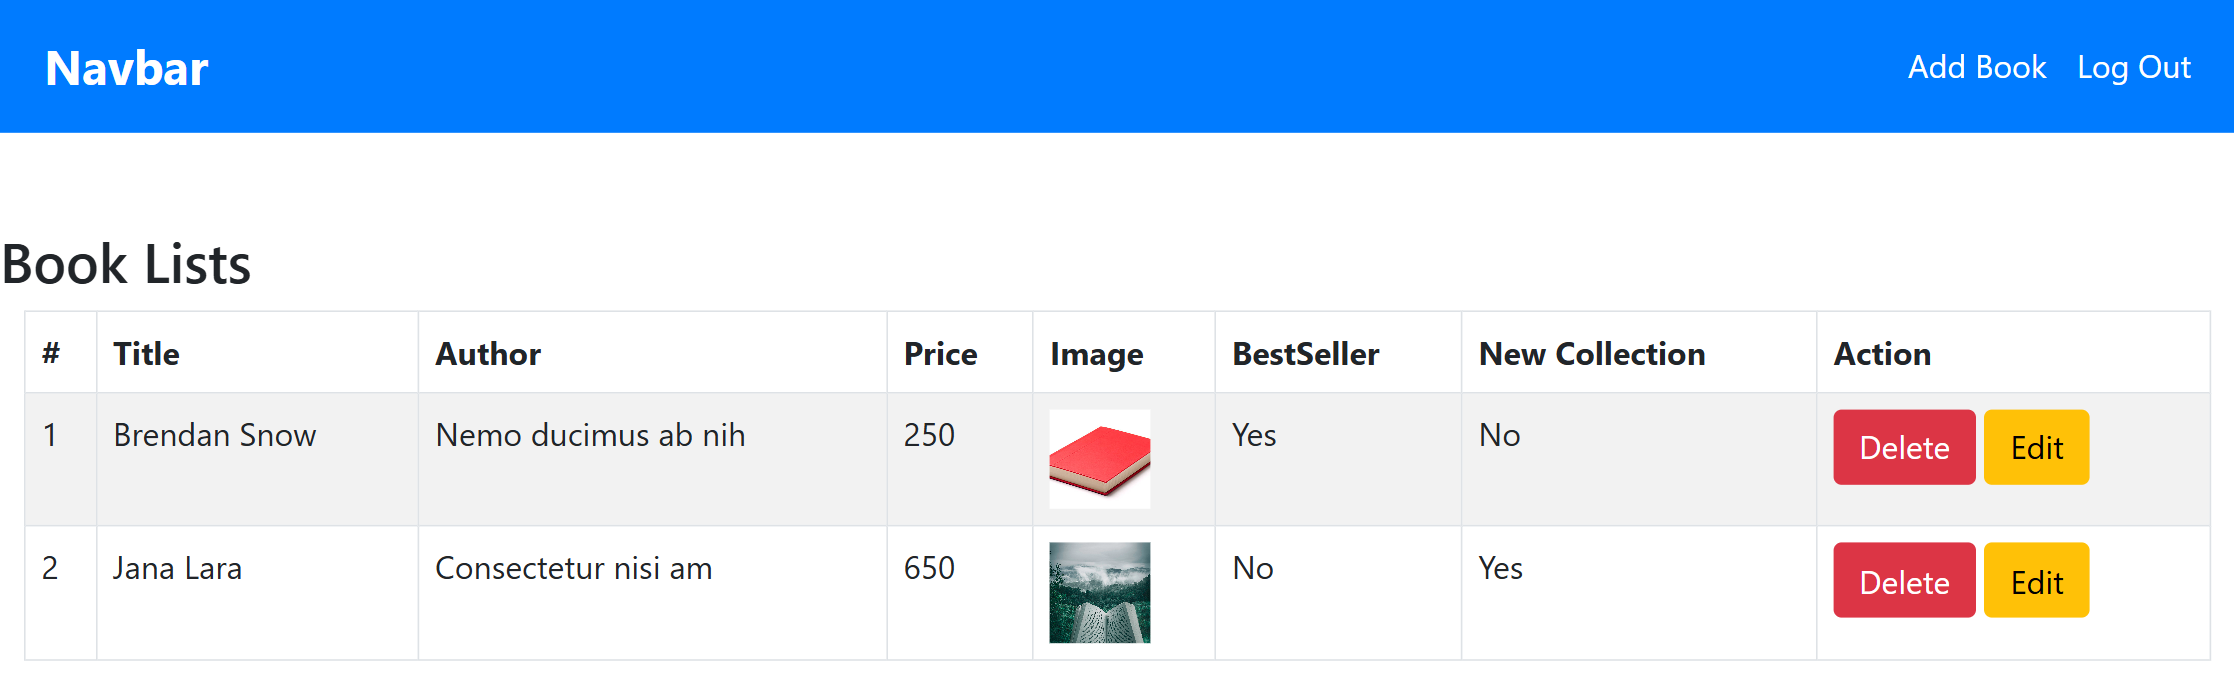 Navbar Add Book Log Out
Book Lists
# Title Author Price Image BestSeller New Collection Action
1 Brendan Snow Nemo ducimus ab nih 250 Yes No Delete Edit
2 Jana Lara Consectetur nisi am 650 No Yes Delete Edit